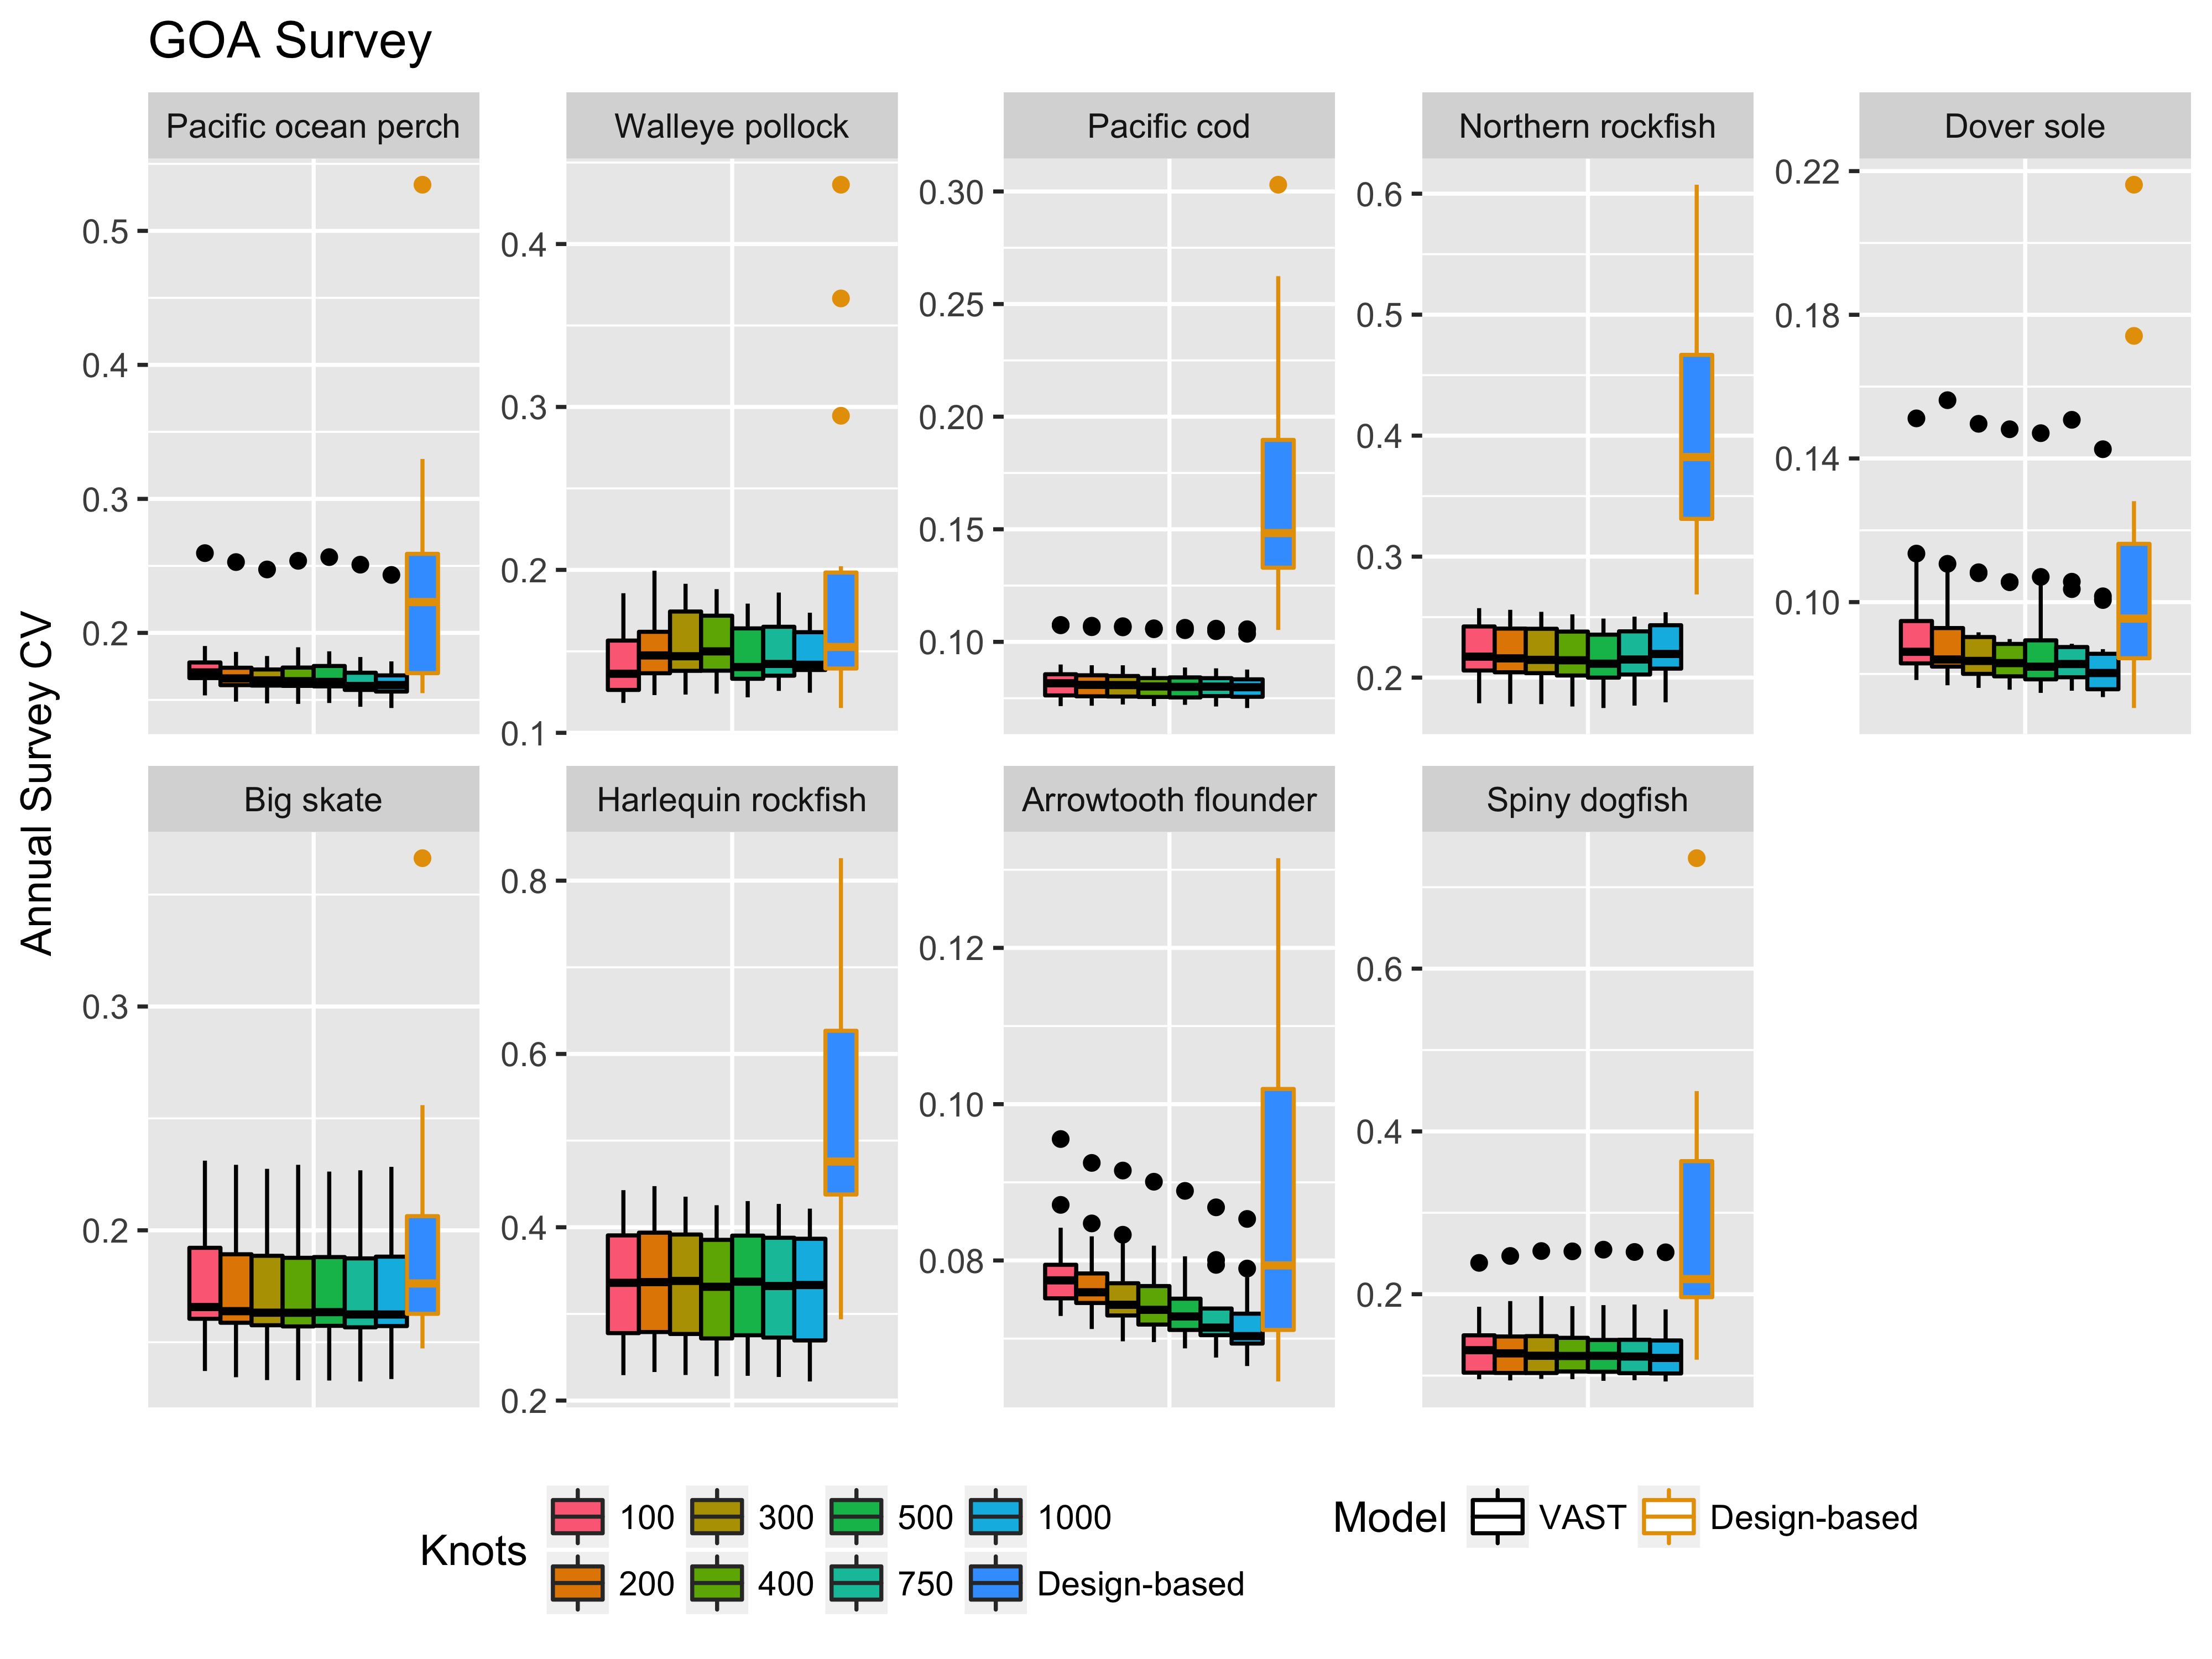 GOA Survey
Pacific ocean perch
Walleye pollock
Pacific cod
Northern rockfish
Dover sole
0.5
0.4
0.3
0.2
0.4
0.3
0.2
0.1
0.30
0.25
0.20
0.15
0.10
0.6
0.5
0.4
0.3
0.2
0.22
0.18
0.14
0.10
Annual Survey CV
Big skate
Harlequin rockfish
Arrowtooth flounder
Spiny dogfish
0.3
0.2
0.8
0.6
0.4
0.2
0.12
0.10
0.08
0.6
0.4
0.2
Knots
100 300 500 1000
200 400 750 Design-based
Model VAST Design-based